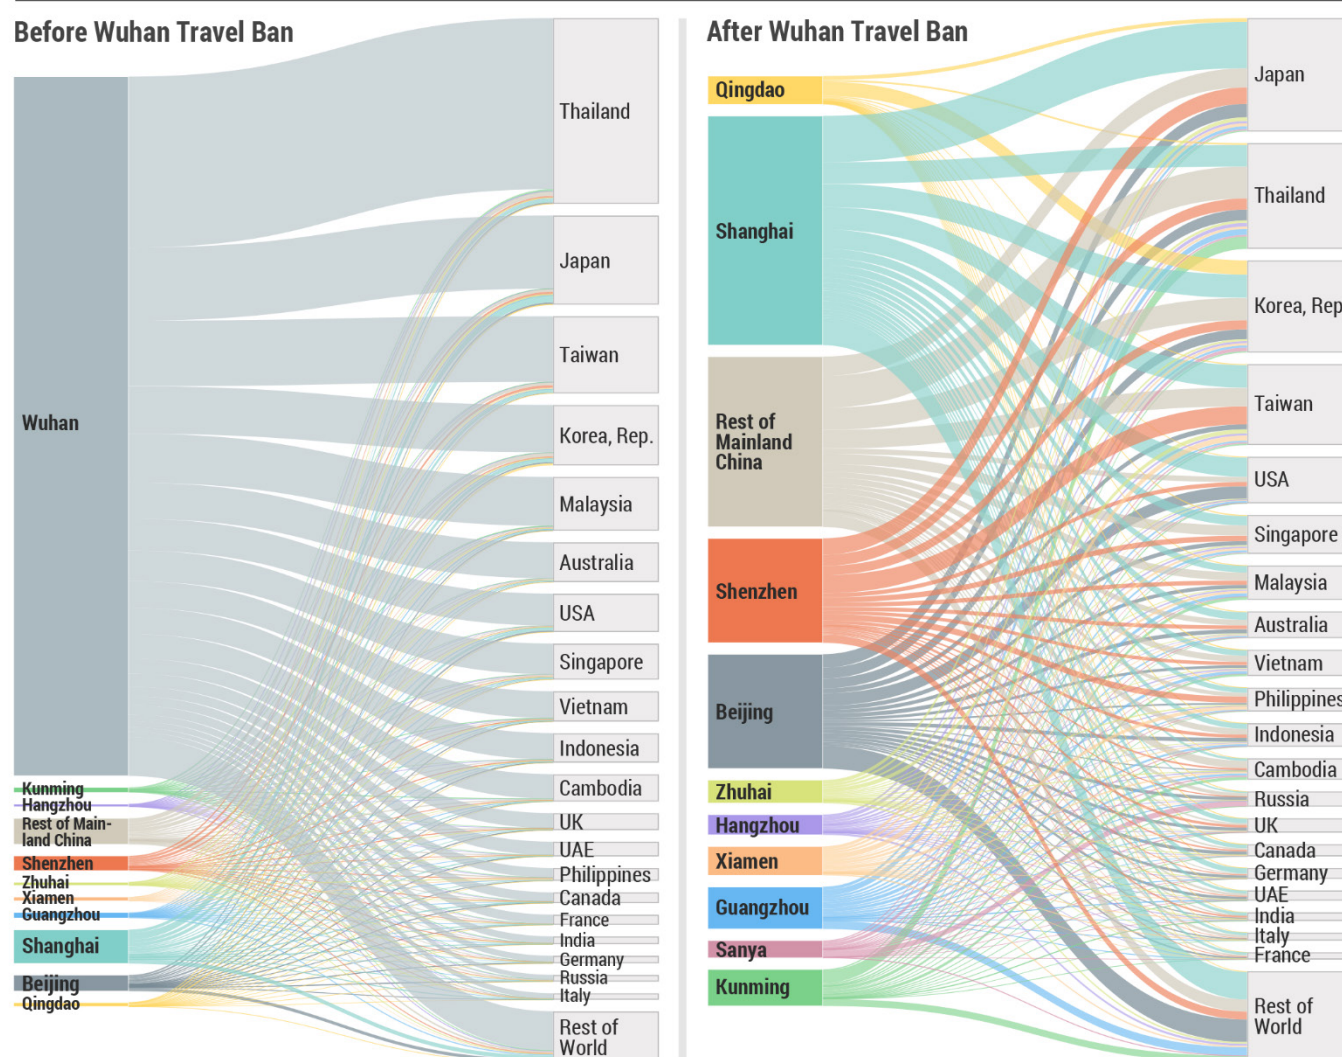 Before Wuhan Travel Ban
Wuhan
Kunming
Hangzhou
Rest of Main-
land China
Shenzhen
Zhuhai
Xiamen
Guangzhou
Shanghai
Beijing
Qingdao
Thailand
Japan
Taiwan
Korea, Rep.
Malaysia
Australia
USA
Singapore
Vietnam
Indonesia
Cambodia
UK
UAE
Philippines
Canada
France
India
Germany
Russia
Italy
Rest of
World
After Wuhan Travel Ban
Qingdao
Shanghai
Rest of
Mainland
China
Shenzhen
Beijing
Zhuhai
Hangzhou
Xiamen
Guangzhou
Sanya
Kunming
Japan
Thailand
Korea, Rep
Taiwan
USA
Singapore
Malaysia
Australia
Vietnam
Philippines
Indonesia
Cambodia
Russia
UK
Canada
Germany
UAE
India
Italy
France
Rest of
World